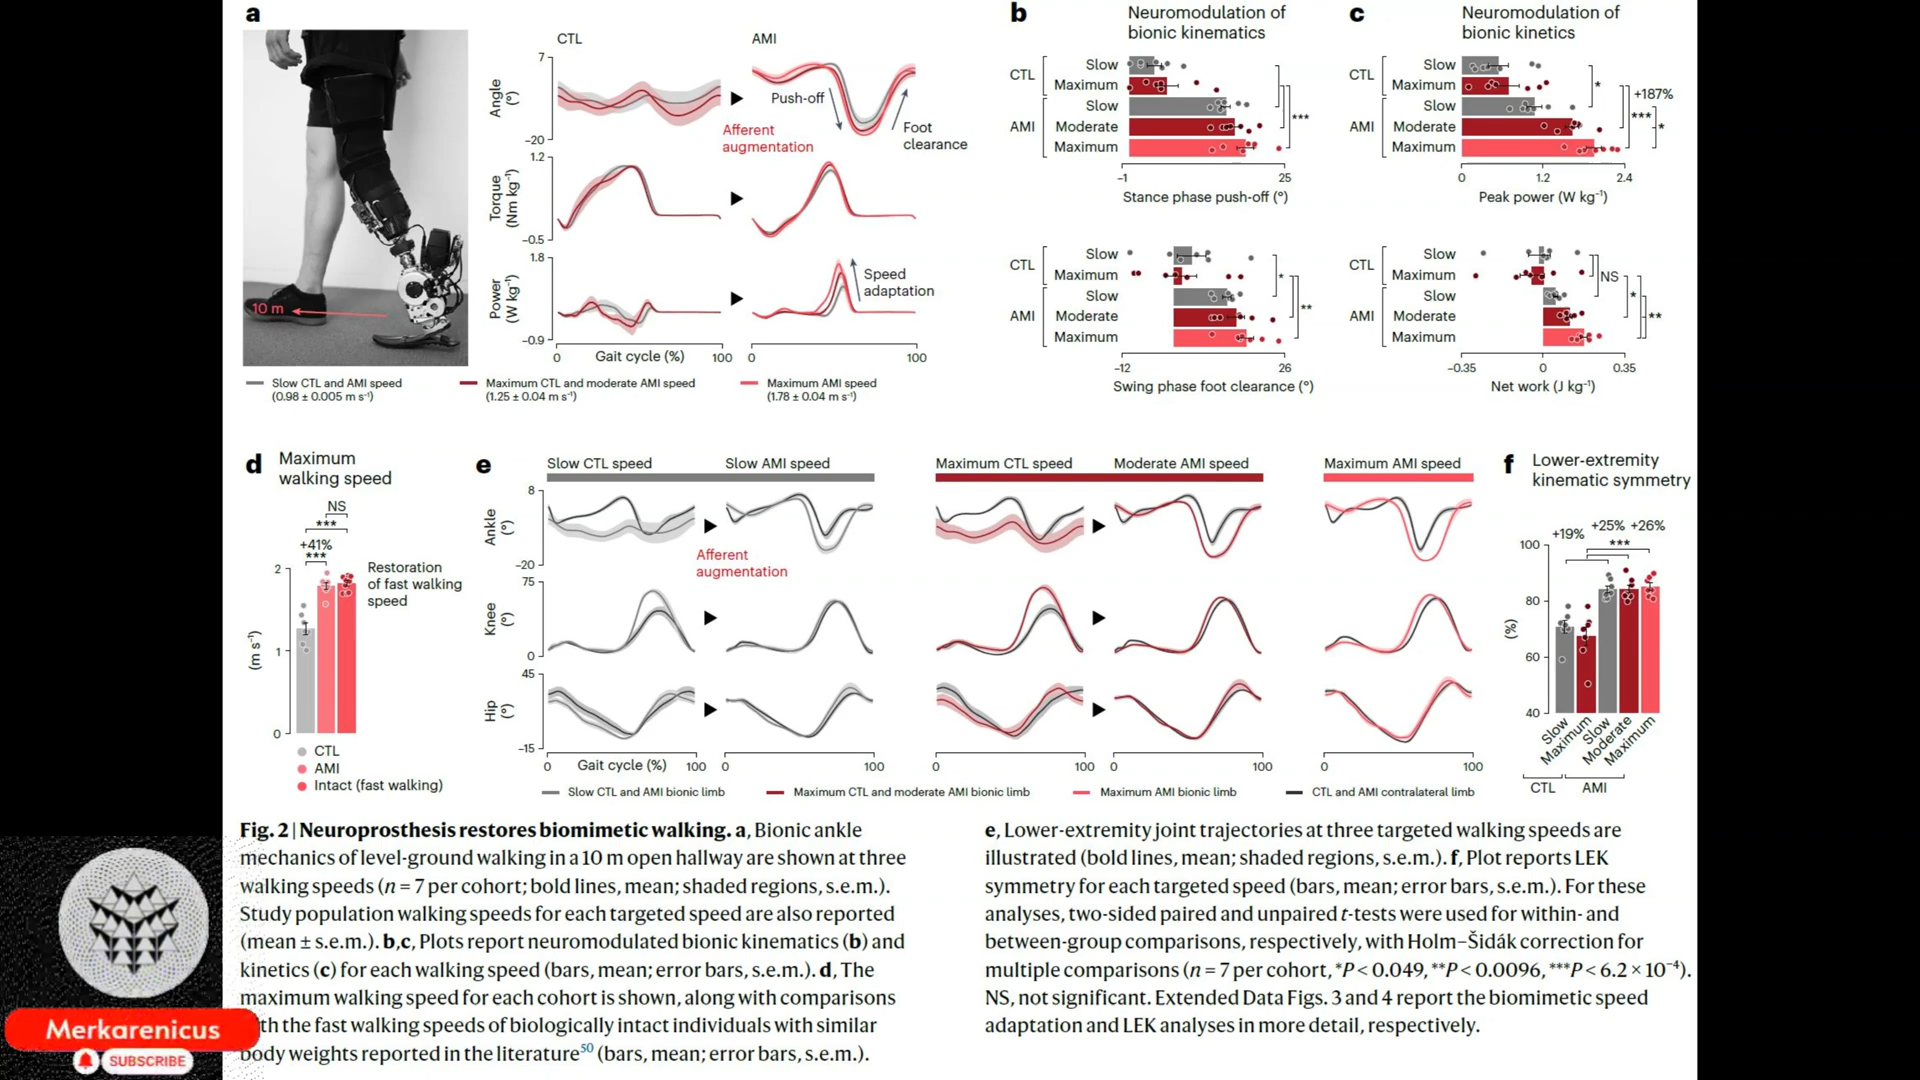 a
CTL
AMI
7
Angle
(°)
−20
Push-off
Afferent
augmentation
Foot
clearance
1.2
Torque
(Nm kg⁻¹)
−0.5
1.8
Power
(W kg⁻¹)
−0.9
Speed
adaptation
10 m
0
Gait cycle (%)
100
0
100
Slow CTL and AMI speed
(0.98 ± 0.005 m s⁻¹)
Maximum CTL and moderate AMI speed
(1.25 ± 0.04 m s⁻¹)
Maximum AMI speed
(1.78 ± 0.04 m s⁻¹)
b
Neuromodulation of
bionic kinematics
CTL
Slow
Maximum
AMI
Slow
Moderate
Maximum
***
−1
25
Stance phase push-off (°)
CTL
Slow
Maximum
AMI
Slow
Moderate
Maximum
*
**
−12
26
Swing phase foot clearance (°)
c
Neuromodulation of
bionic kinetics
CTL
Slow
Maximum
AMI
Slow
Moderate
Maximum
*
+187%
***
*
0
1.2
2.4
Peak power (W kg⁻¹)
CTL
Slow
Maximum
AMI
Slow
Moderate
Maximum
NS
*
**
−0.35
0
0.35
Net work (J kg⁻¹)
d
Maximum
walking speed
NS
***
+41%
***
2
1
0
(m s⁻¹)
Restoration
of fast walking
speed
CTL
AMI
Intact (fast walking)
e
Slow CTL speed
Slow AMI speed
Maximum CTL speed
Moderate AMI speed
Maximum AMI speed
8
Ankle
(°)
−20
Afferent
augmentation
75
Knee
(°)
0
45
Hip
(°)
−15
0
Gait cycle (%)
100
0
100
0
100
0
100
0
100
Slow CTL and AMI bionic limb
Maximum CTL and moderate AMI bionic limb
Maximum AMI bionic limb
CTL and AMI contralateral limb
f
Lower-extremity
kinematic symmetry
+19%
+25%
+26%
***
100
80
60
40
(%)
Slow
Maximum
Slow
Moderate
Maximum
CTL
AMI
Fig. 2 | Neuroprosthesis restores biomimetic walking. a, Bionic ankle
mechanics of level-ground walking in a 10 m open hallway are shown at three
walking speeds (n = 7 per cohort; bold lines, mean; shaded regions, s.e.m.).
Study population walking speeds for each targeted speed are also reported
(mean ± s.e.m.). b,c, Plots report neuromodulated bionic kinematics (b) and
kinetics (c) for each walking speed (bars, mean; error bars, s.e.m.). d, The
maximum walking speed for each cohort is shown, along with comparisons
th the fast walking speeds of biologically intact individuals with similar
body weights reported in the literature⁵⁰ (bars, mean; error bars, s.e.m.).
e, Lower-extremity joint trajectories at three targeted walking speeds are
illustrated (bold lines, mean; shaded regions, s.e.m.). f, Plot reports LEK
symmetry for each targeted speed (bars, mean; error bars, s.e.m.). For these
analyses, two-sided paired and unpaired t-tests were used for within- and
between-group comparisons, respectively, with Holm–Šidák correction for
multiple comparisons (n = 7 per cohort, *P < 0.049, **P < 0.0096, ***P < 6.2 × 10⁻⁴).
NS, not significant. Extended Data Figs. 3 and 4 report the biomimetic speed
adaptation and LEK analyses in more detail, respectively.
Merkarenicus
SUBSCRIBE